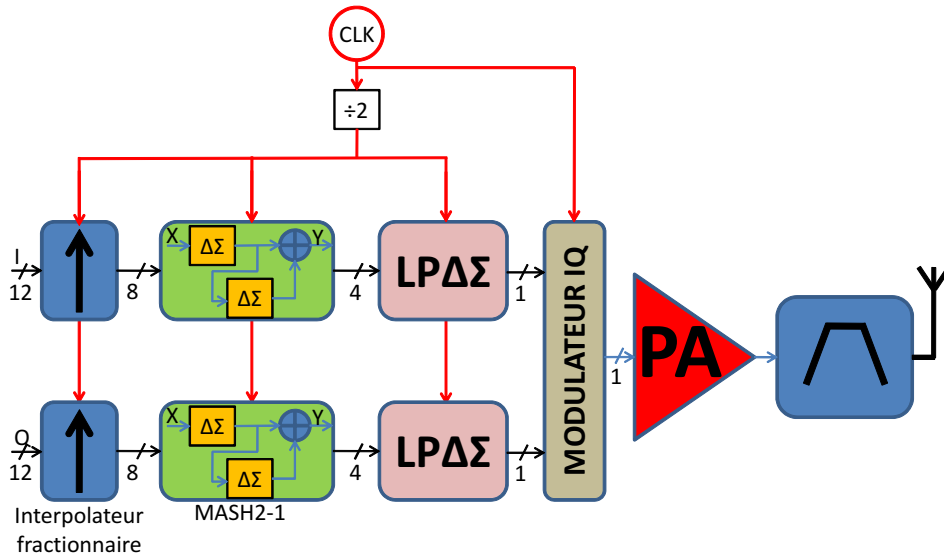 CLK
÷2
I
12
8
X
ΔΣ
Y
ΔΣ
4
LPΔΣ
1
MODULATEUR IQ
1
PA
Q
12
8
X
ΔΣ
Y
ΔΣ
4
LPΔΣ
1
Interpolateur
fractionnaire
MASH2-1